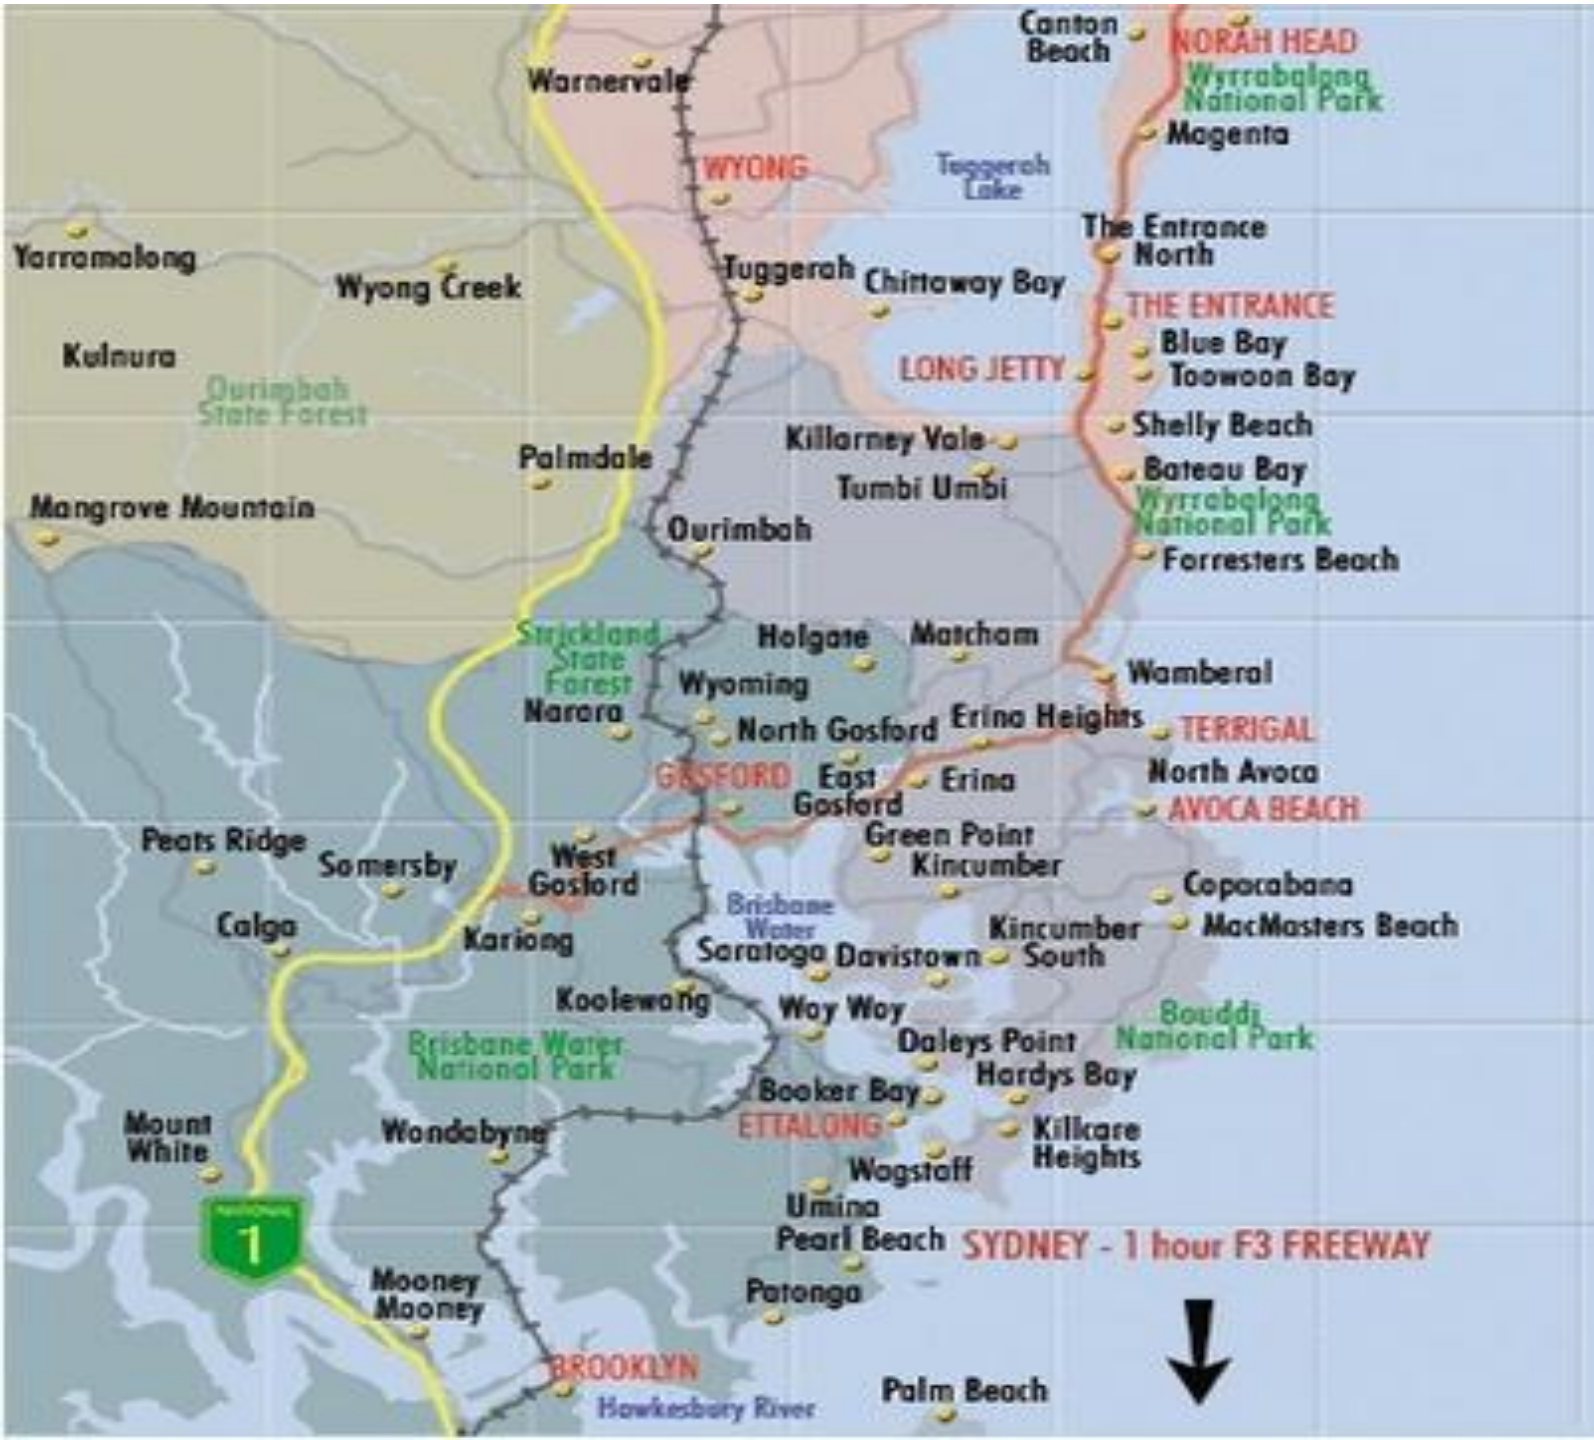 Canton
Beach
NORAH HEAD
Wyrrabalong
National Park
Warnervale
Magenta
WYONG
Tuggerah
Lake
The Entrance
North
Yarramalong
Wyong Creek
Tuggerah
Chittaway Bay
THE ENTRANCE
Blue Bay
Kulnura
LONG JETTY
Toowoon Bay
Ourimbah
State Forest
Shelly Beach
Killarney Vale
Palmdale
Bateau Bay
Tumbi Umbi
Wyrrabalong
National Park
Mangrove Mountain
Ourimbah
Forresters Beach
Strickland
State
Forest
Holgate
Matcham
Wamberal
Wyoming
Narara
North Gosford
Erina Heights
TERRIGAL
GOSFORD
East
Gosford
Erina
North Avoca
AVOCA BEACH
Peats Ridge
Somersby
West
Gosford
Green Point
Kincumber
Copacabana
Calga
Kariong
Brisbane
Water
Kincumber
South
MacMasters Beach
Saratoga
Davistown
Koolewong
Woy Woy
Bouddi
National Park
Brisbane Water
National Park
Daleys Point
Hardys Bay
Booker Bay
Mount
White
Wondabyne
ETTALONG
Killcare
Heights
Wagstaff
Umina
1
Pearl Beach
SYDNEY - 1 hour F3 FREEWAY
Mooney
Mooney
Patonga
BROOKLYN
Palm Beach
Hawkesbury River